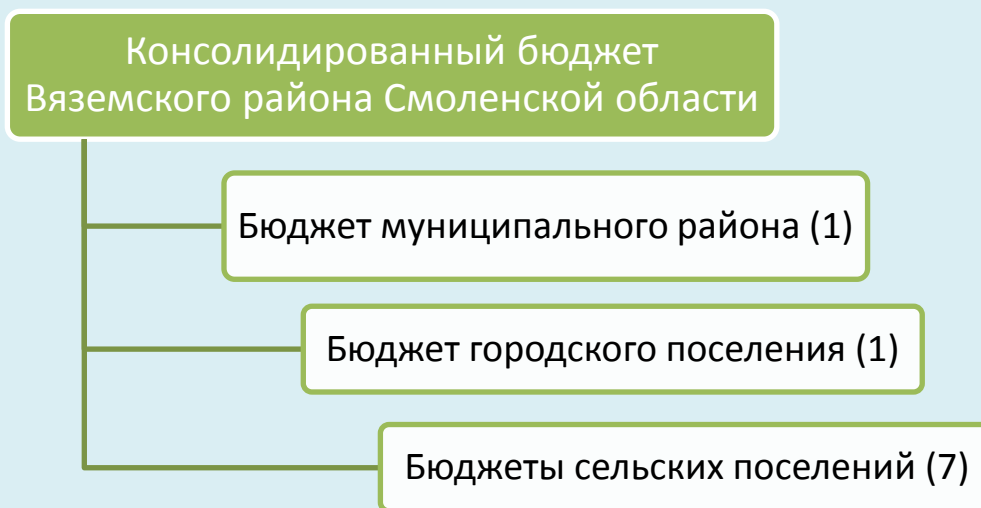 Консолидированный бюджет
Вяземского района Смоленской области
Бюджет муниципального района (1)
Бюджет городского поселения (1)
Бюджеты сельских поселений (7)